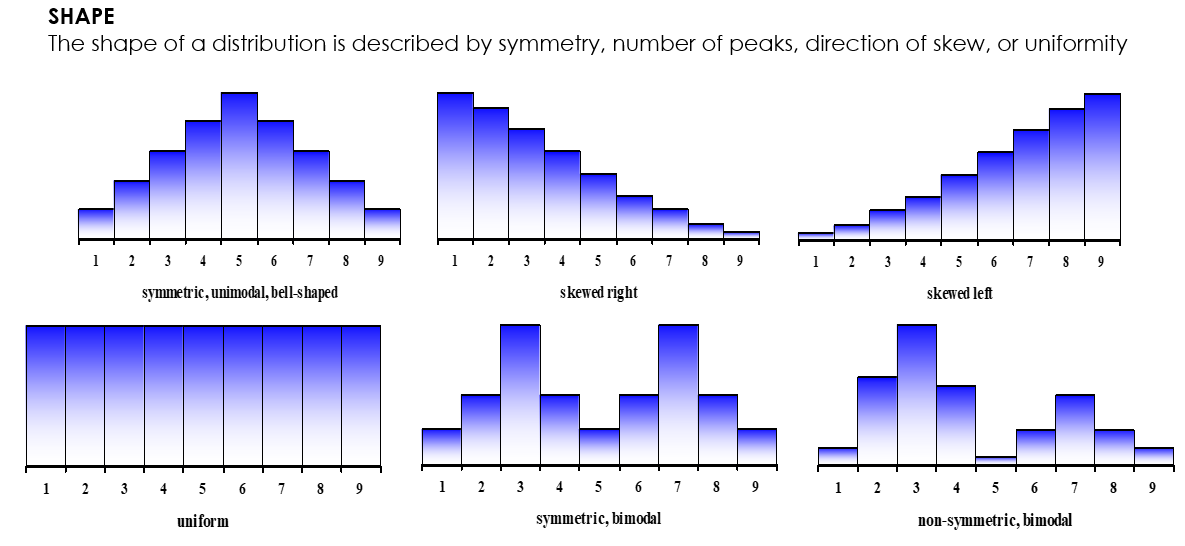 SHAPE
The shape of a distribution is described by symmetry, number of peaks, direction of skew, or uniformity
1 2 3 4 5 6 7 8 9
symmetric, unimodal, bell-shaped
1 2 3 4 5 6 7 8 9
skewed right
1 2 3 4 5 6 7 8 9
skewed left
1 2 3 4 5 6 7 8 9
uniform
1 2 3 4 5 6 7 8 9
symmetric, bimodal
1 2 3 4 5 6 7 8 9
non-symmetric, bimodal